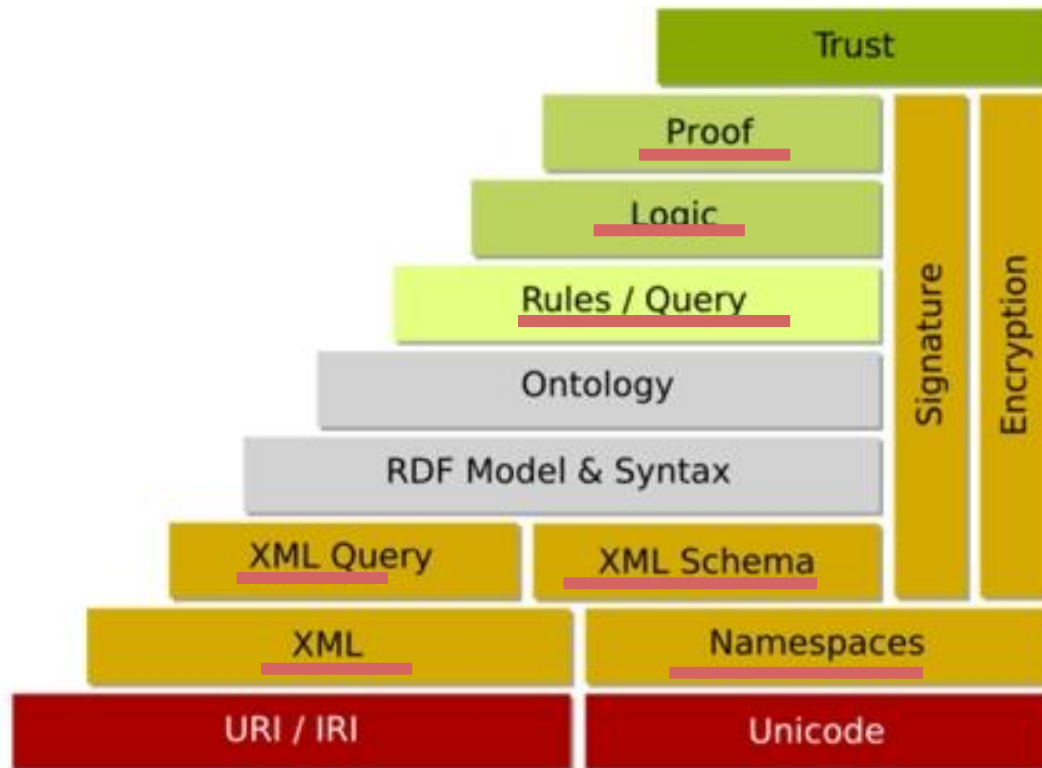 Trust
Proof
Logic
Rules / Query
Ontology
RDF Model & Syntax
Signature
Encryption
XML Query
XML Schema
XML
Namespaces
URI / IRI
Unicode